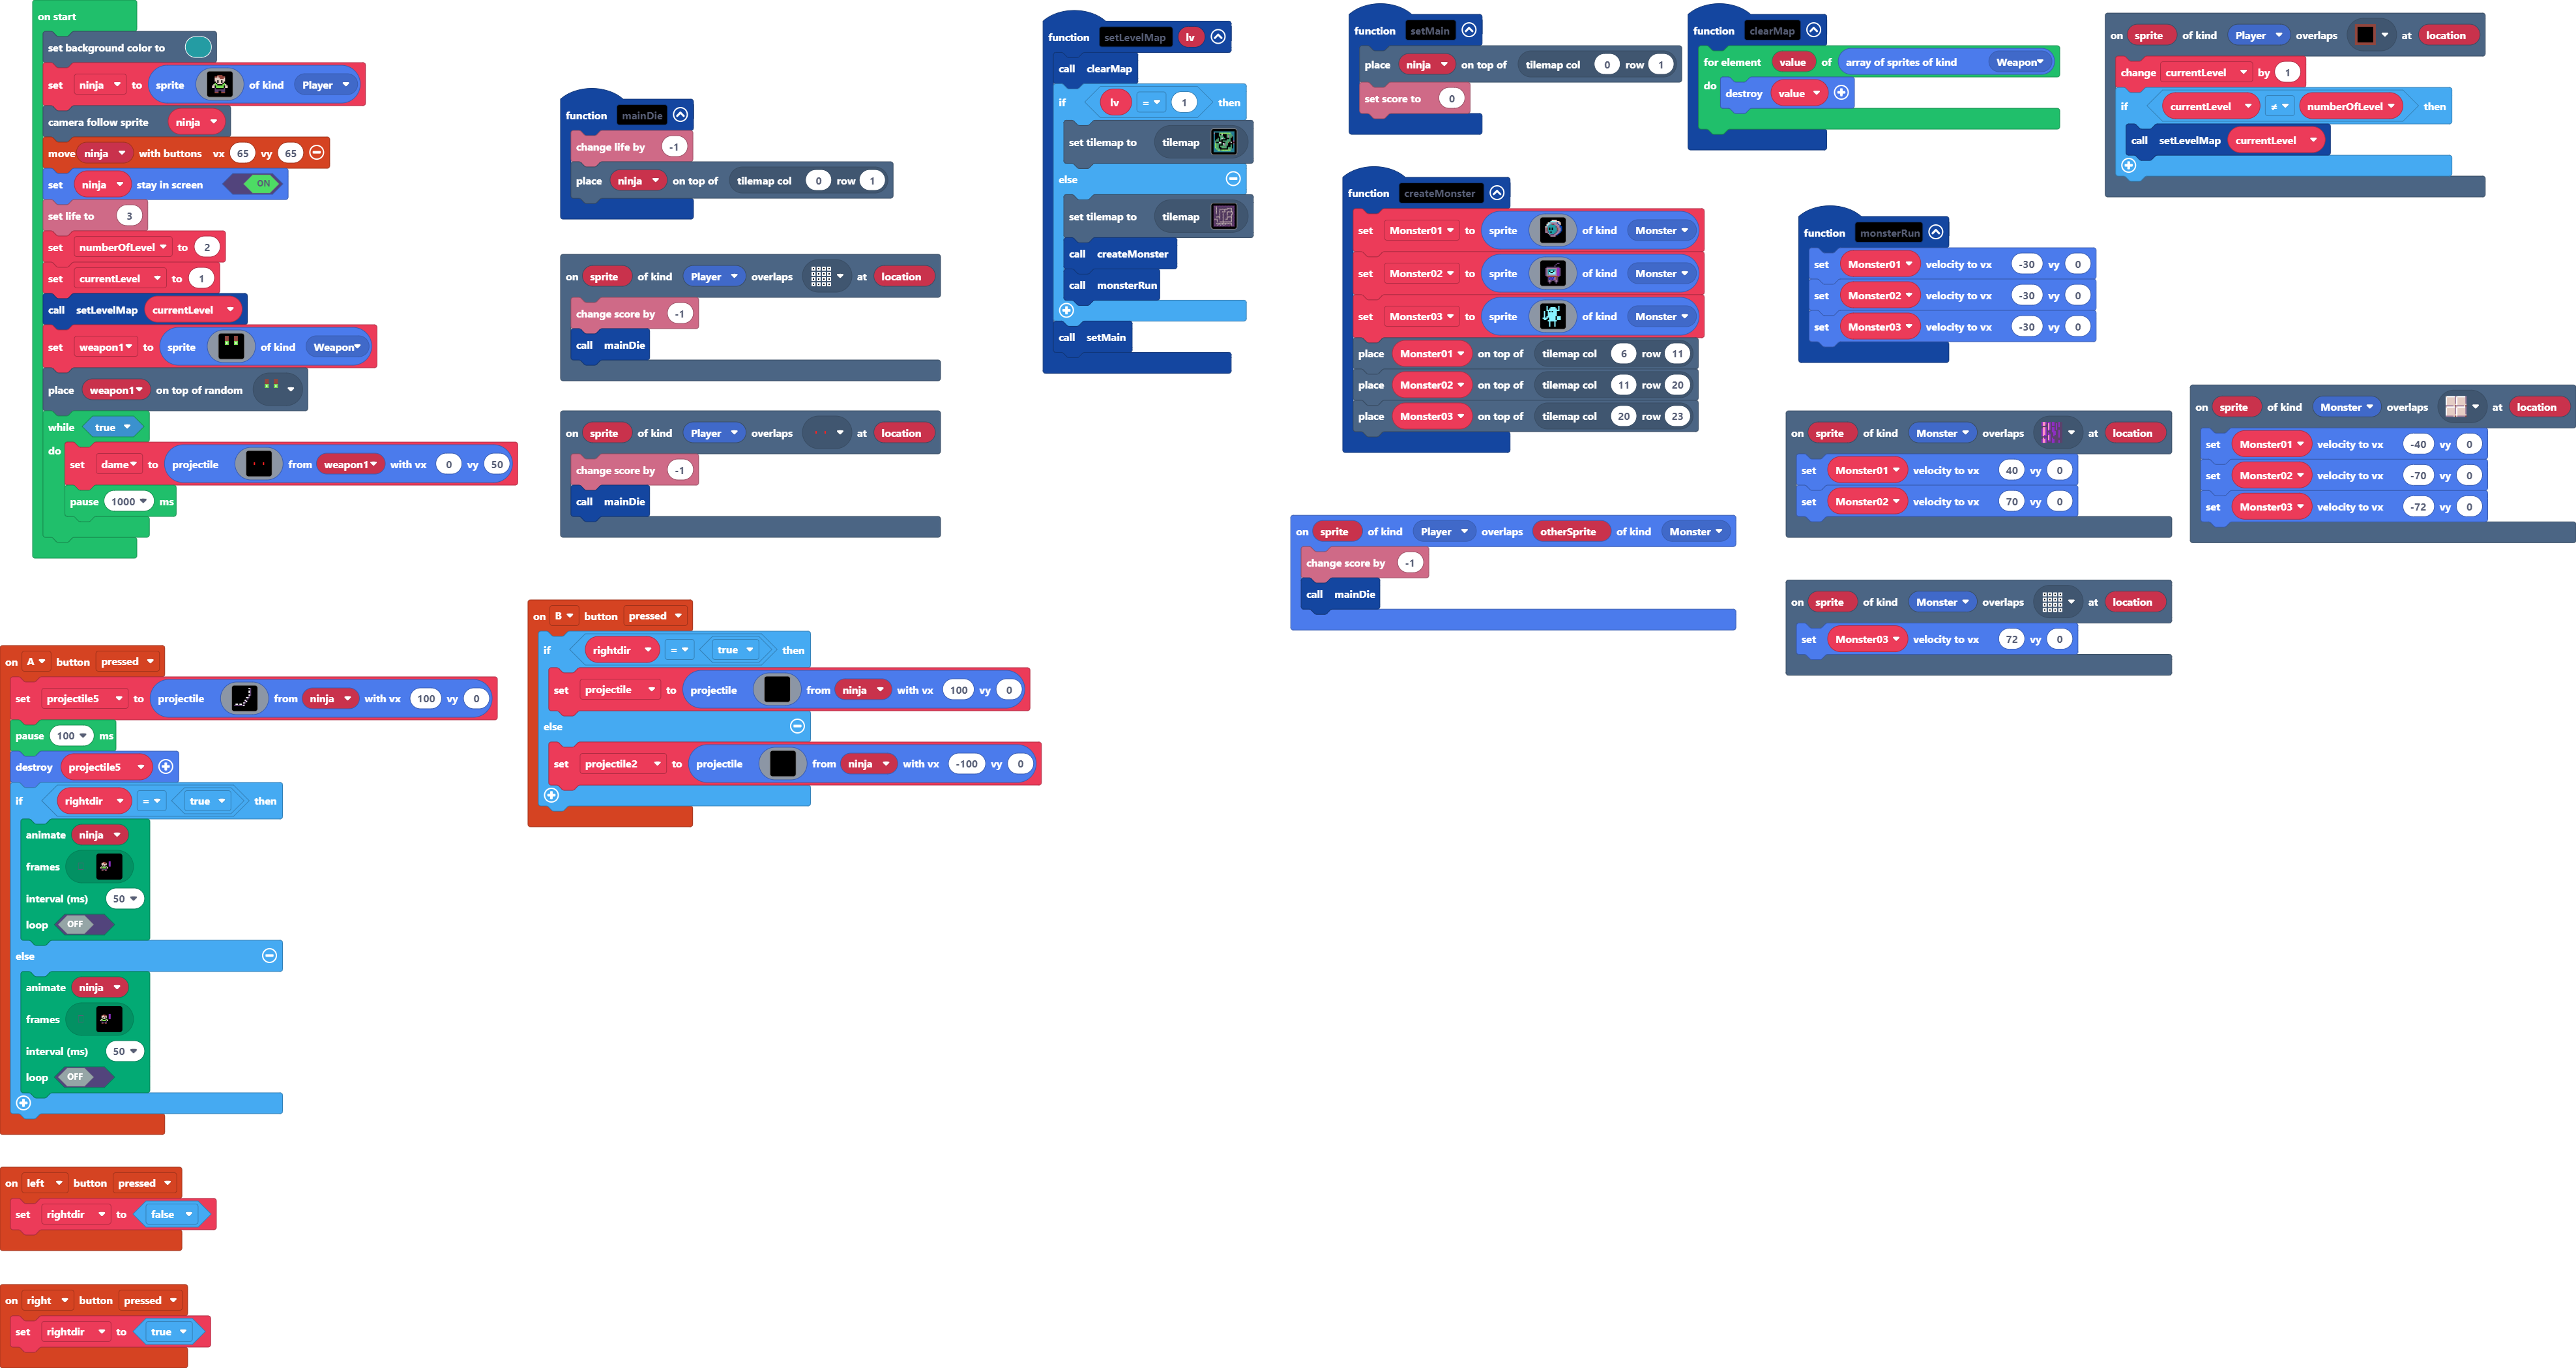 on start
set background color to
set ninja to sprite of kind Player
camera follow sprite ninja
move ninja with buttons vx 65 vy 65
set ninja stay in screen ON
set life to 3
set numberOfLevel to 2
set currentLevel to 1
call setLevelMap currentLevel
set weapon1 to sprite of kind Weapon
place weapon1 on top of random
while true
do
set dame to projectile from weapon1 with vx 0 vy 50
pause 1000 ms
function mainDie
change life by -1
place ninja on top of tilemap col 0 row 1
on sprite of kind Player overlaps at location
change score by -1
call mainDie
on sprite of kind Player overlaps at location
change score by -1
call mainDie
function setLevelMap lv
call clearMap
if lv = 1 then
set tilemap to tilemap
else
set tilemap to tilemap
call createMonster
call monsterRun
call setMain
function setMain
place ninja on top of tilemap col 0 row 1
set score to 0
function clearMap
for element value of array of sprites of kind Weapon
do
destroy value
on sprite of kind Player overlaps at location
change currentLevel by 1
if currentLevel ≠ numberOfLevel then
call setLevelMap currentLevel
function createMonster
set Monster01 to sprite of kind Monster
set Monster02 to sprite of kind Monster
set Monster03 to sprite of kind Monster
place Monster01 on top of tilemap col 6 row 11
place Monster02 on top of tilemap col 11 row 20
place Monster03 on top of tilemap col 20 row 23
function monsterRun
set Monster01 velocity to vx -30 vy 0
set Monster02 velocity to vx -30 vy 0
set Monster03 velocity to vx -30 vy 0
on sprite of kind Monster overlaps at location
set Monster01 velocity to vx 40 vy 0
set Monster02 velocity to vx 70 vy 0
on sprite of kind Monster overlaps at location
set Monster01 velocity to vx -40 vy 0
set Monster02 velocity to vx -70 vy 0
set Monster03 velocity to vx -72 vy 0
on sprite of kind Player overlaps otherSprite of kind Monster
change score by -1
call mainDie
on sprite of kind Monster overlaps at location
set Monster03 velocity to vx 72 vy 0
on A button pressed
set projectile5 to projectile from ninja with vx 100 vy 0
pause 100 ms
destroy projectile5
if rightdir = true then
animate ninja
frames
interval (ms) 50
loop OFF
else
animate ninja
frames
interval (ms) 50
loop OFF
on B button pressed
if rightdir = true then
set projectile to projectile from ninja with vx 100 vy 0
else
set projectile2 to projectile from ninja with vx -100 vy 0
on left button pressed
set rightdir to false
on right button pressed
set rightdir to true